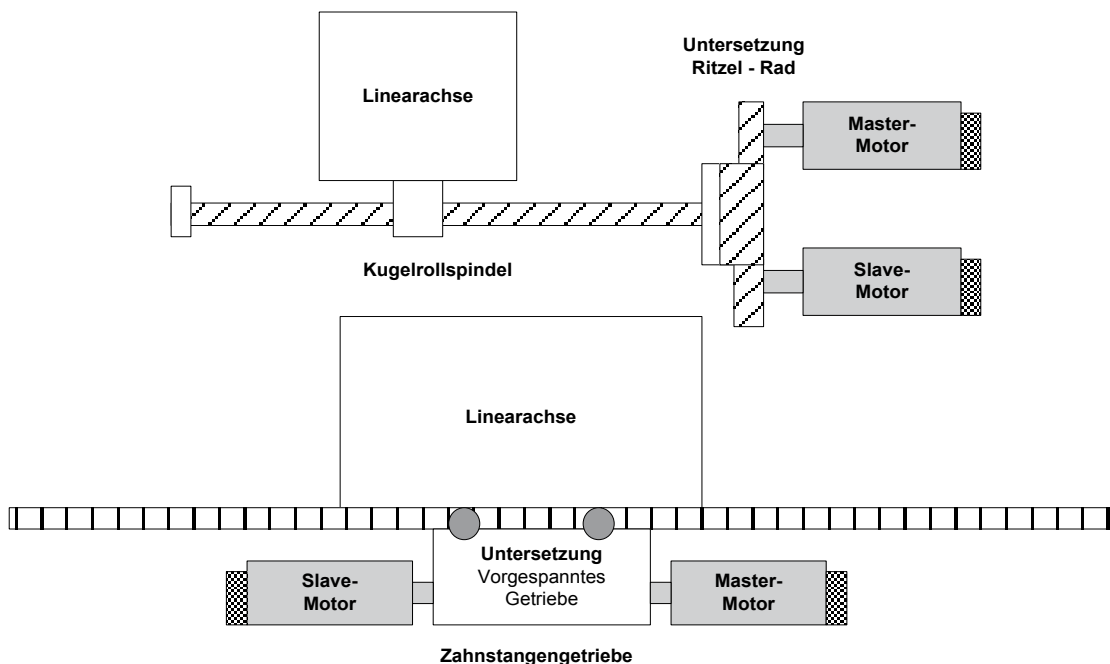 Untersetzung
Ritzel - Rad
Linearachse
Master-
Motor
Kugelrollspindel
Slave-
Motor
Linearachse
Untersetzung
Vorgespanntes
Getriebe
Slave-
Motor
Master-
Motor
Zahnstangengetriebe